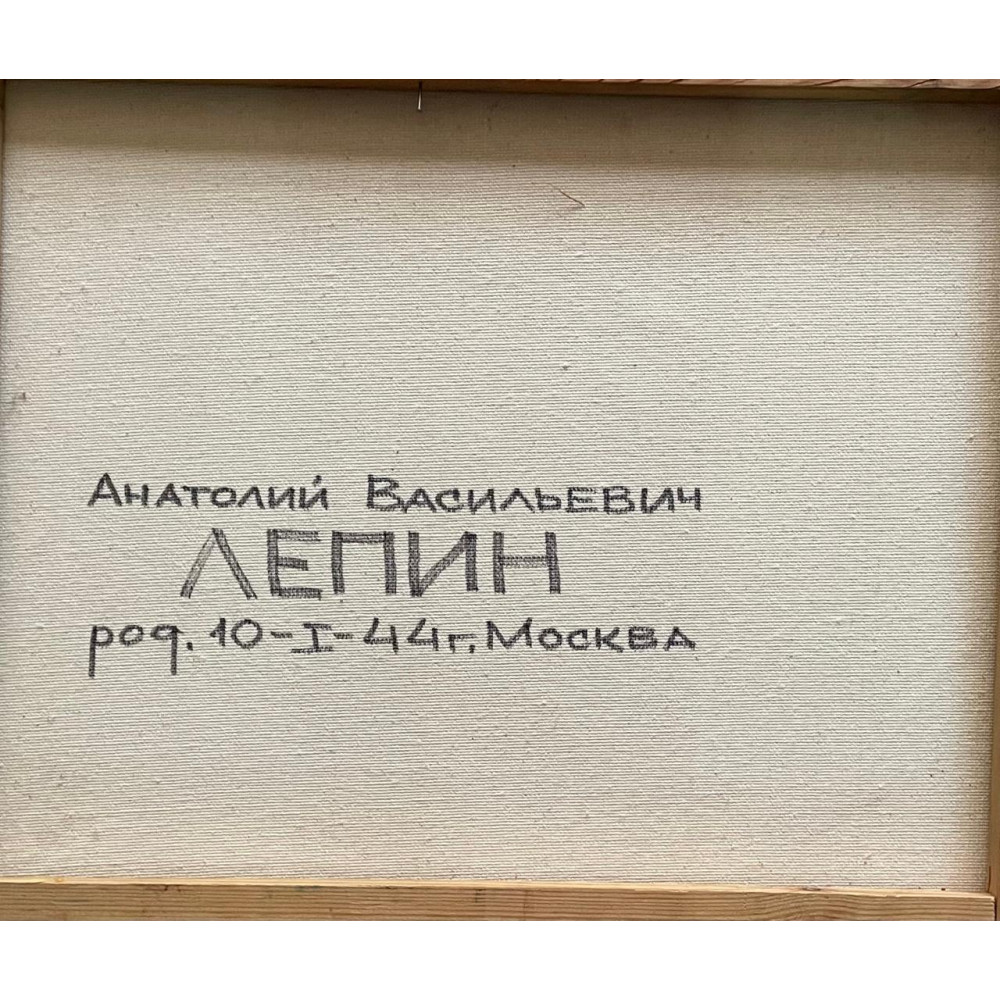 Анатолий Васильевич
ЛЕПИН
род. 10-I-44г. Москва